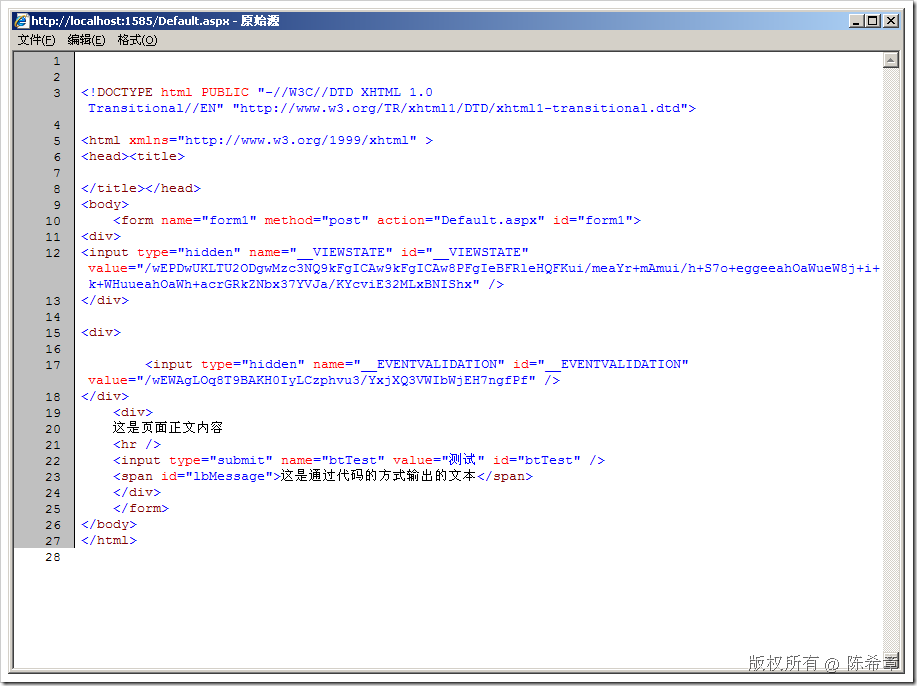 http://localhost:1585/Default.aspx - 原始源
文件(F) 编辑(E) 格式(O)
1
2
3 <!DOCTYPE html PUBLIC "-//W3C//DTD XHTML 1.0
Transitional//EN" "http://www.w3.org/TR/xhtml1/DTD/xhtml1-transitional.dtd">
4
5 <html xmlns="http://www.w3.org/1999/xhtml" >
6 <head><title>
7
8 </title></head>
9 <body>
10 <form name="form1" method="post" action="Default.aspx" id="form1">
11 <div>
12 <input type="hidden" name="__VIEWSTATE" id="__VIEWSTATE"
value="/wEPDwUKLTU2ODgwMzc3NQ9kFgICAw9kFgICAw8PFgIeBFRleHQFKui/meaYr+mAmui/h+S7o+eggeeahOaWueW8j+i+
k+WHuueahOaWh+acrGRkZNbx37YVJa/KYcviE32MLxBNIShx" />
13 </div>
14
15 <div>
16
17 <input type="hidden" name="__EVENTVALIDATION" id="__EVENTVALIDATION"
value="/wEWAgLOq8T9BAKH0IyLCzphvu3/YxjXQ3VWIbWjEH7ngfPf" />
18 </div>
19 <div>
20 这是页面正文内容
21 <hr />
22 <input type="submit" name="btTest" value="测试" id="btTest" />
23 <span id="lbMessage">这是通过代码的方式输出的文本</span>
24 </div>
25 </form>
26 </body>
27 </html>
28
版权所有 @ 陈希章